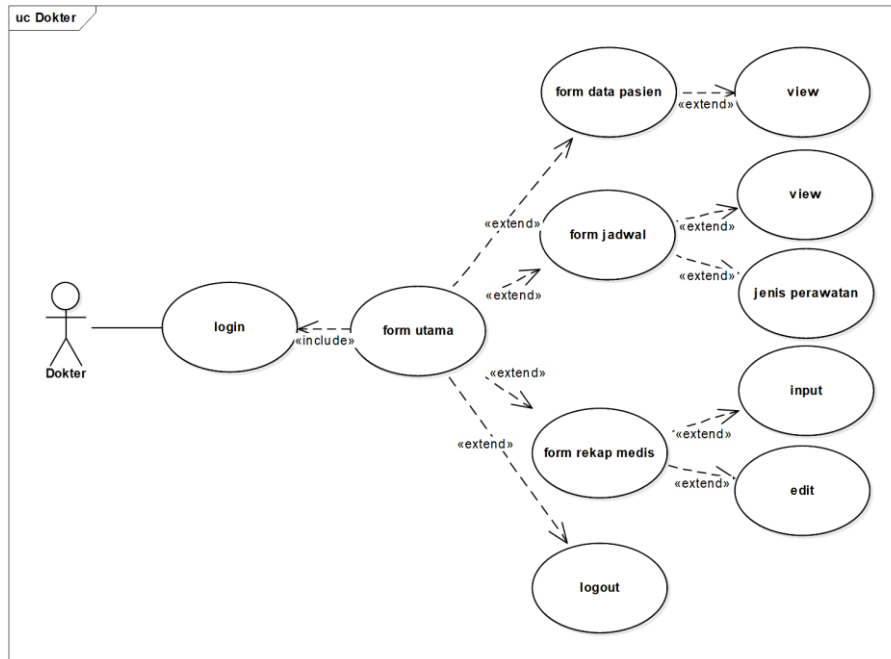 uc Dokter
form data pasien
«extend»
view
«extend»
form jadwal
«extend»
view
«extend»
«extend»
jenis perawatan
Dokter
login
«include»
form utama
«extend»
form rekap medis
«extend»
input
«extend»
edit
«extend»
logout